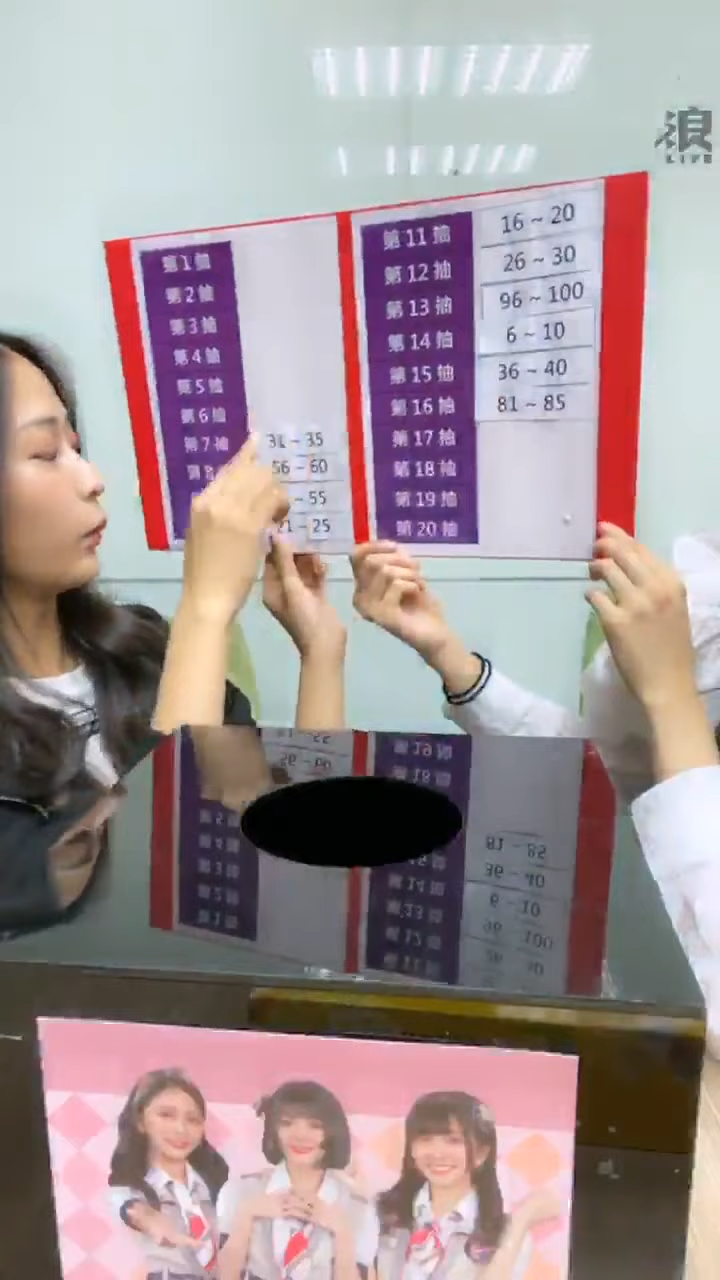 浪
LIVE
第1抽
第2抽
第3抽
第4抽
第5抽
第6抽
第7抽 31~35
第8 56~60
~55
21~25
第11抽 16~20
第12抽 26~30
第13抽 96~100
第14抽 6~10
第15抽 36~40
第16抽 81~85
第17抽
第18抽
第19抽
第20抽